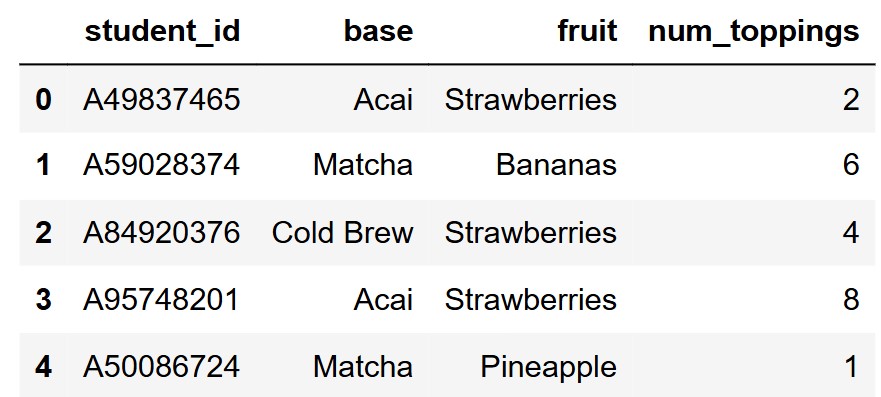 student_id base fruit num_toppings
0 A49837465 Acai Strawberries 2
1 A59028374 Matcha Bananas 6
2 A84920376 Cold Brew Strawberries 4
3 A95748201 Acai Strawberries 8
4 A50086724 Matcha Pineapple 1